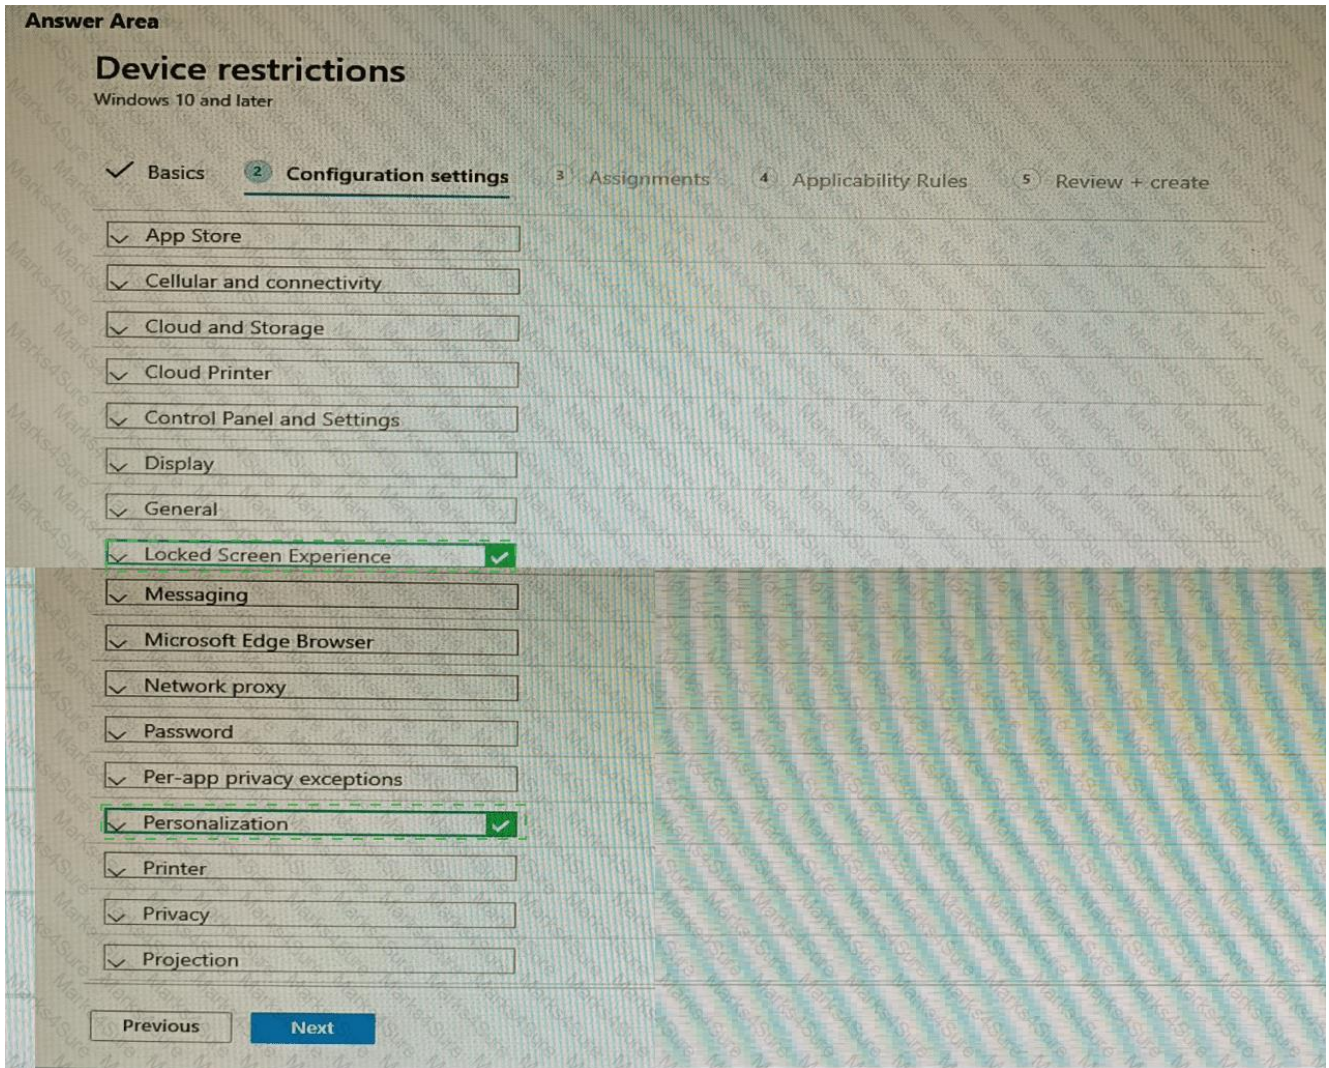 Answer Area
Device restrictions
Windows 10 and later
Basics 2 Configuration settings 3 Assignments 4 Applicability Rules 5 Review + create
App Store
Cellular and connectivity
Cloud and Storage
Cloud Printer
Control Panel and Settings
Display
General
Locked Screen Experience
Messaging
Microsoft Edge Browser
Network proxy
Password
Per-app privacy exceptions
Personalization
Printer
Privacy
Projection
Previous Next
Marks4Sure